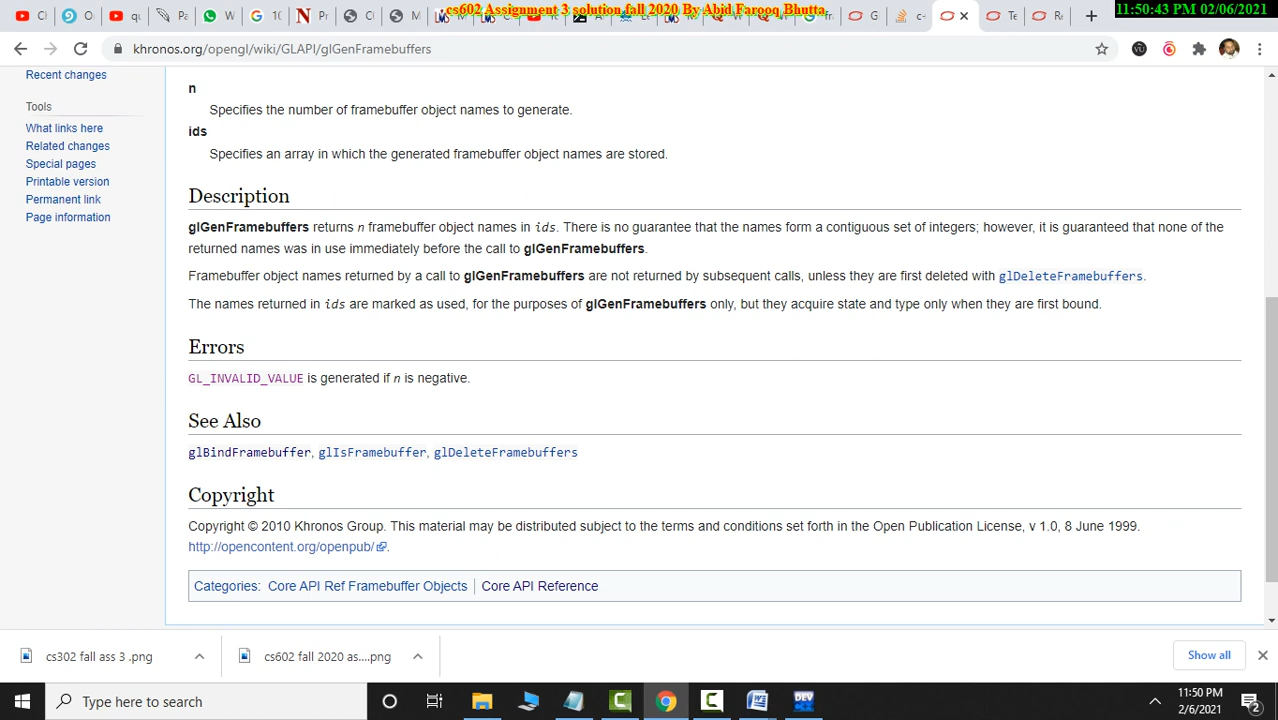 cs602 Assignment 3 solution fall 2020 By Abid Farooq Bhutta
11:50:43 PM 02/06/2021
khronos.org/opengl/wiki/GLAPI/glGenFramebuffers
Recent changes
Tools
What links here
Related changes
Special pages
Printable version
Permanent link
Page information
n
Specifies the number of framebuffer object names to generate.
ids
Specifies an array in which the generated framebuffer object names are stored.
Description
glGenFramebuffers returns n framebuffer object names in ids. There is no guarantee that the names form a contiguous set of integers; however, it is guaranteed that none of the
returned names was in use immediately before the call to glGenFramebuffers.
Framebuffer object names returned by a call to glGenFramebuffers are not returned by subsequent calls, unless they are first deleted with glDeleteFramebuffers.
The names returned in ids are marked as used, for the purposes of glGenFramebuffers only, but they acquire state and type only when they are first bound.
Errors
GL_INVALID_VALUE is generated if n is negative.
See Also
glBindFramebuffer, glIsFramebuffer, glDeleteFramebuffers
Copyright
Copyright © 2010 Khronos Group. This material may be distributed subject to the terms and conditions set forth in the Open Publication License, v 1.0, 8 June 1999.
http://opencontent.org/openpub/.
Categories: Core API Ref Framebuffer Objects | Core API Reference
cs302 fall ass 3 .png
cs602 fall 2020 as....png
Show all
Type here to search
11:50 PM
2/6/2021
2